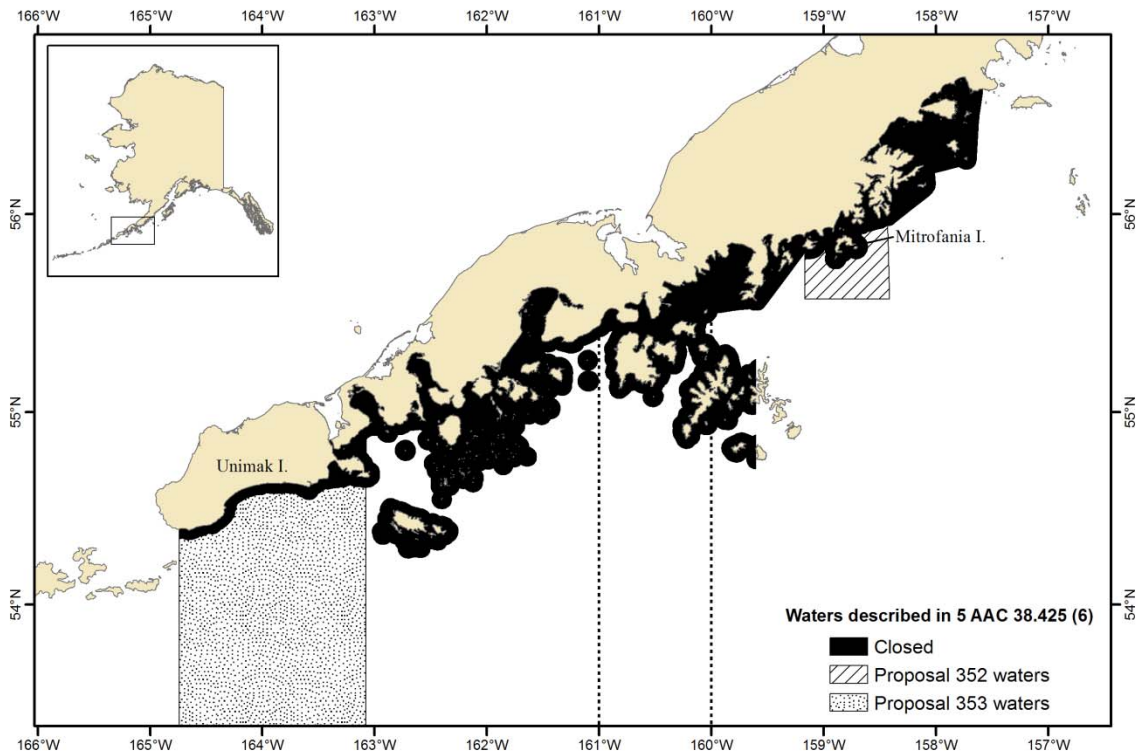 166°W 165°W 164°W 163°W 162°W 161°W 160°W 159°W 158°W 157°W
56°N
56°N
Mitrofania I.
55°N
55°N
Unimak I.
54°N
54°N
Waters described in 5 AAC 38.425 (6)
Closed
Proposal 352 waters
Proposal 353 waters
166°W 165°W 164°W 163°W 162°W 161°W 160°W 159°W 158°W 157°W